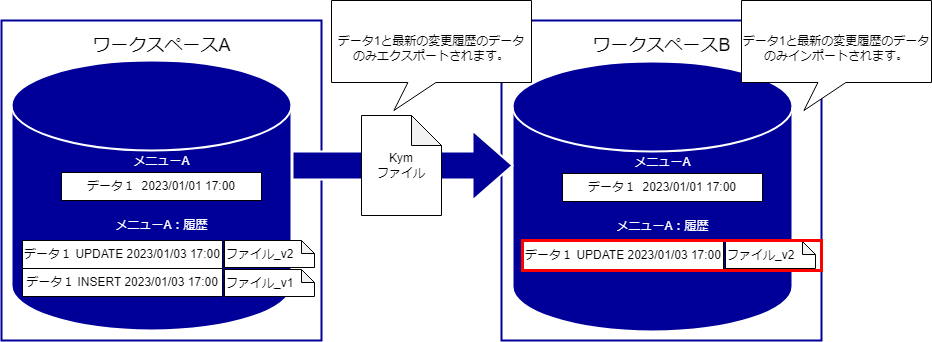 ワークスペースA
データ1と最新の変更履歴のデータ
のみエクスポートされます。
ワークスペースB
データ1と最新の変更履歴のデータ
のみインポートされます。
メニューA
データ１ 2023/01/01 17:00
メニューA：履歴
データ１ UPDATE 2023/01/03 17:00
ファイル_v2
データ１ INSERT 2023/01/03 17:00
ファイル_v1
Kym
ファイル
メニューA
データ１ 2023/01/01 17:00
メニューA：履歴
データ１ UPDATE 2023/01/03 17:00
ファイル_v2